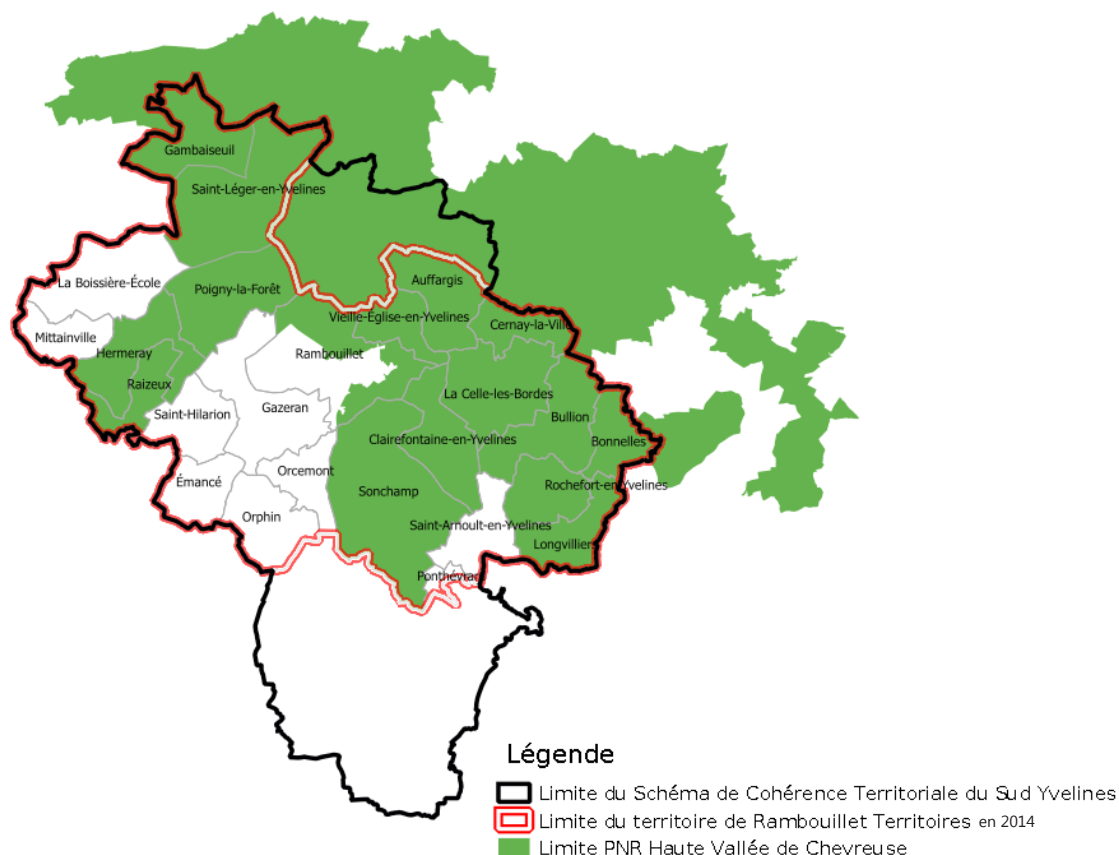 Gambaiseuil
Saint-Léger-en-Yvelines
La Boissière-École
Poigny-la-Forêt
Auffargis
Mittainville
Vieille-Église-en-Yvelines
Cernay-la-Ville
Hermeray
Rambouillet
Raizeux
La Celle-les-Bordes
Saint-Hilarion
Gazeran
Bullion
Clairefontaine-en-Yvelines
Bonnelles
Orcemont
Émancé
Sonchamp
Rochefort-en-Yvelines
Orphin
Saint-Arnoult-en-Yvelines
Longvilliers
Ponthévrard
Légende
Limite du Schéma de Cohérence Territoriale du Sud Yvelines
Limite du territoire de Rambouillet Territoires en 2014
Limite PNR Haute Vallée de Chevreuse